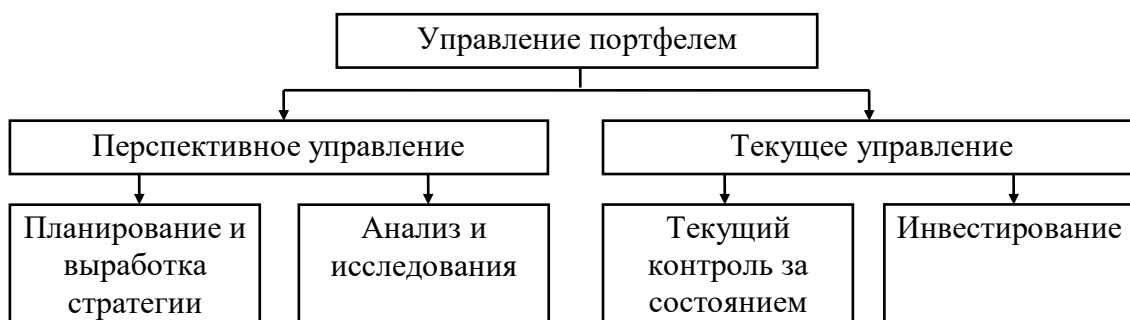 Управление портфелем
Перспективное управление
Текущее управление
Планирование и
выработка
стратегии
Анализ и
исследования
Текущий
контроль за
состоянием
Инвестирование